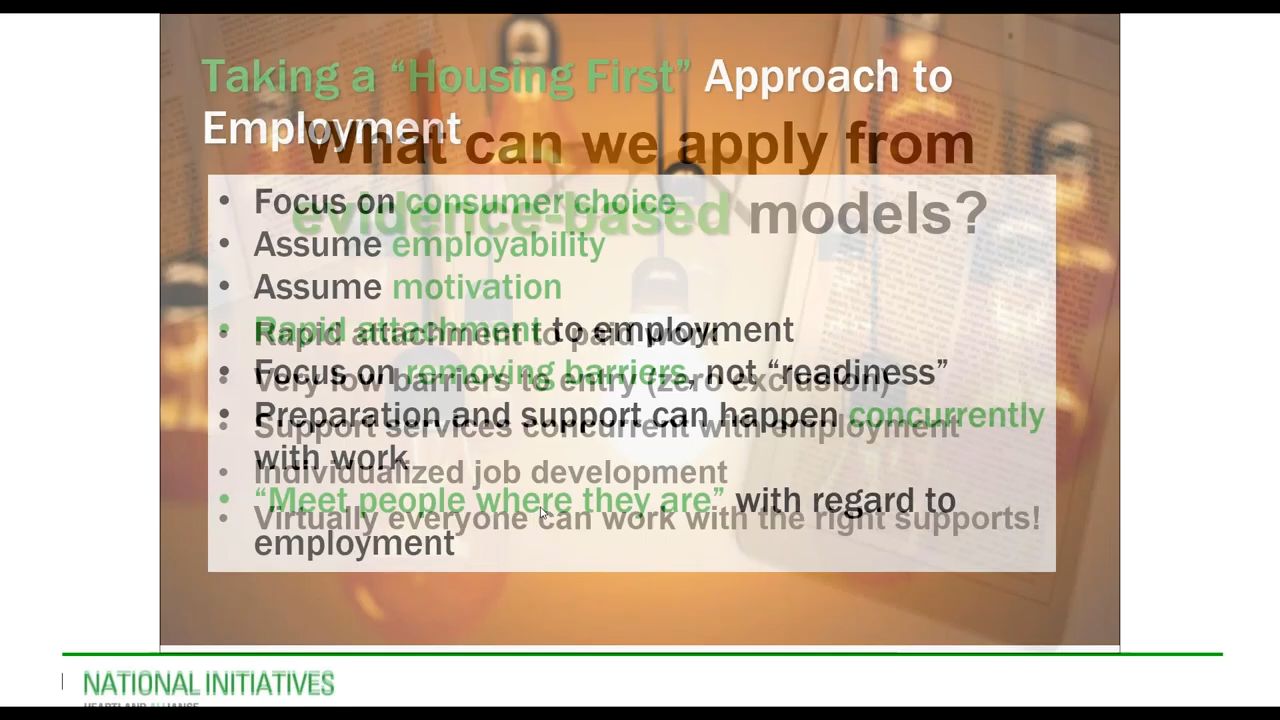 Taking a “Housing First” Approach to
Employment
• Focus on consumer choice
• Assume employability
• Assume motivation
• Rapid attachment to employment
• Focus on removing barriers, not “readiness”
• Preparation and support can happen concurrently
with work
• “Meet people where they are” with regard to
employment
What can we apply from
evidence-based models?
• Rapid attachment to paid work
• Very low barriers to entry (zero exclusion)
• Support services concurrent with employment
• Individualized job development
• Virtually everyone can work with the right supports!
NATIONAL INITIATIVES
HEARTLAND ALLIANCE